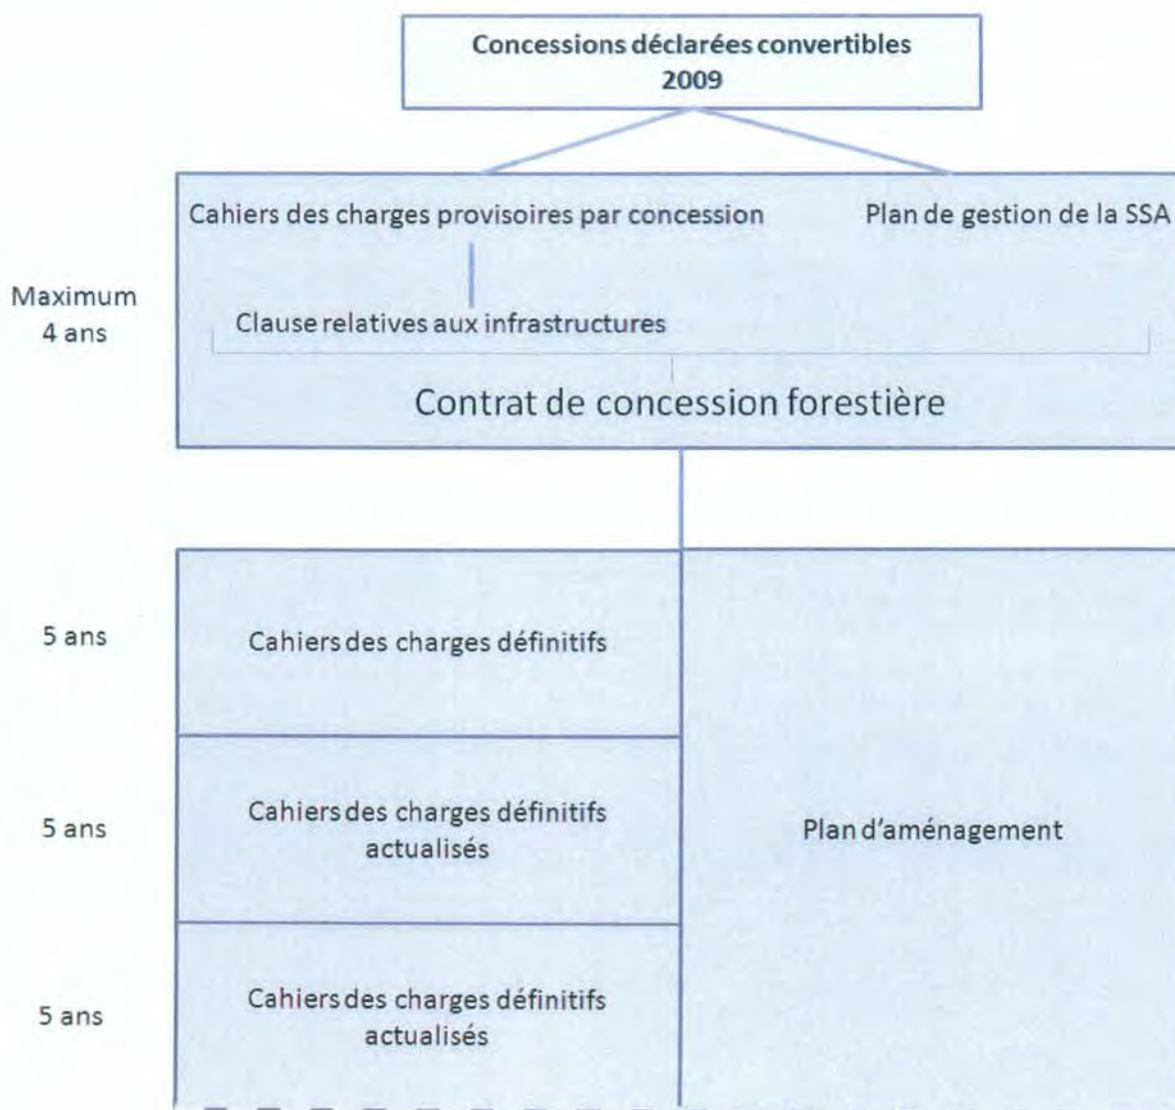 Concessions déclarées convertibles
2009
Cahiers des charges provisoires par concession
Plan de gestion de la SSA
Maximum
4 ans
Clause relatives aux infrastructures
Contrat de concession forestière
5 ans
Cahiers des charges définitifs
5 ans
Cahiers des charges définitifs
actualisés
Plan d'aménagement
5 ans
Cahiers des charges définitifs
actualisés